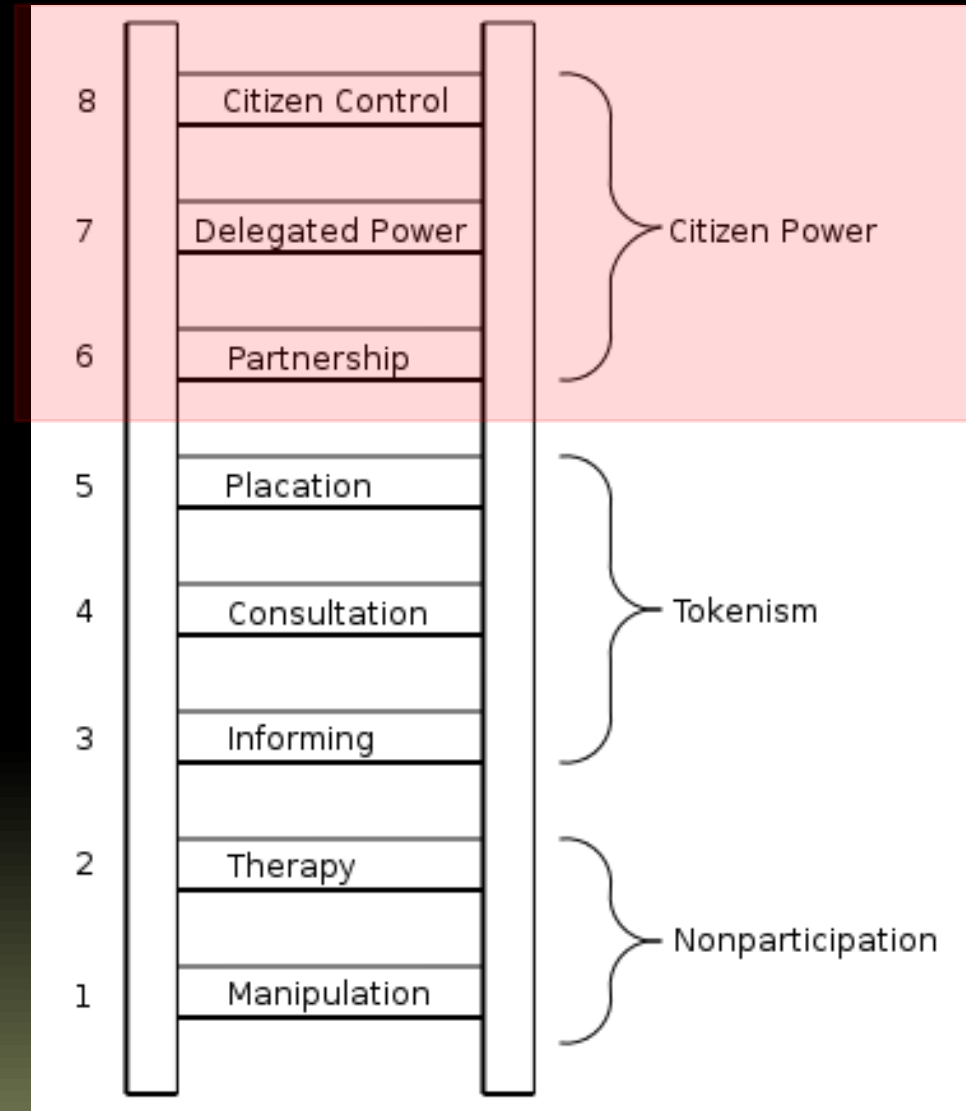 8 Citizen Control
7 Delegated Power Citizen Power
6 Partnership
5 Placation
4 Consultation Tokenism
3 Informing
2 Therapy
Nonparticipation
1 Manipulation